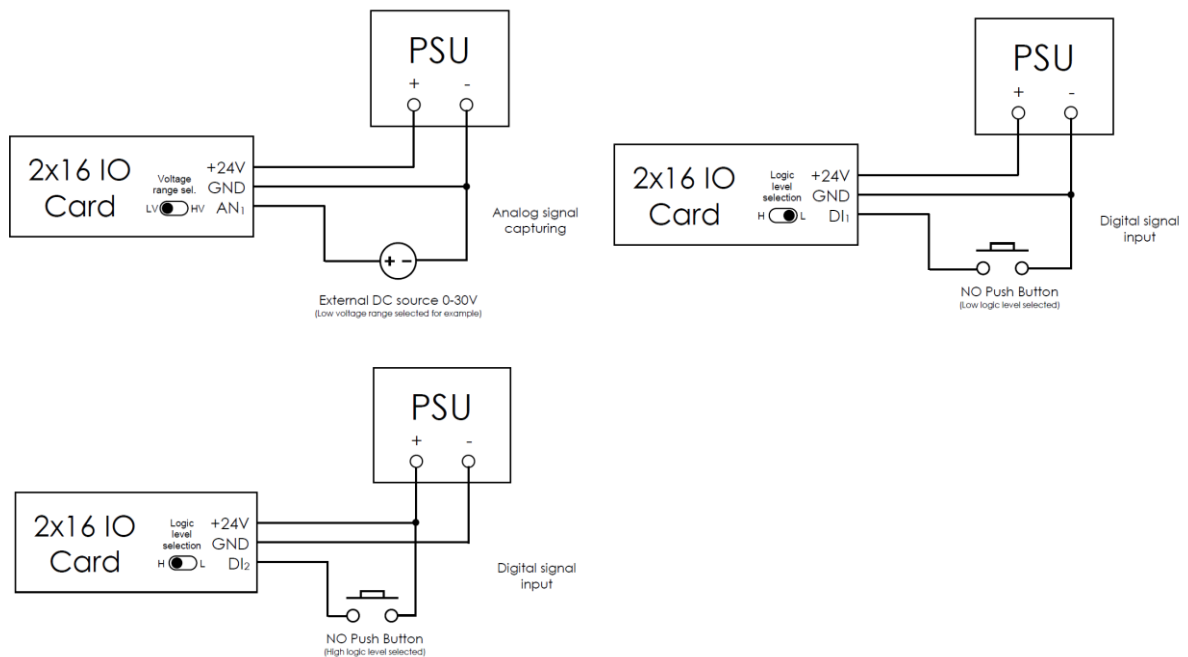 PSU
+ -
2x16 IO
Card
Voltage
range sel.
LV HV
+24V
GND
AN1
Analog signal
capturing
+ -
External DC source 0-30V
(Low voltage range selected for example)
PSU
+ -
2x16 IO
Card
Logic
level
selection
H L
+24V
GND
DI1
Digital signal
input
NO Push Button
(Low logic level selected)
PSU
+ -
2x16 IO
Card
Logic
level
selection
H L
+24V
GND
DI2
Digital signal
input
NO Push Button
(High logic level selected)